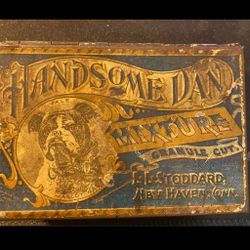 HANDSOME DAN
MIXTURE
GRANULE CUT
L.L. STODDARD,
NEW HAVEN, CONN.